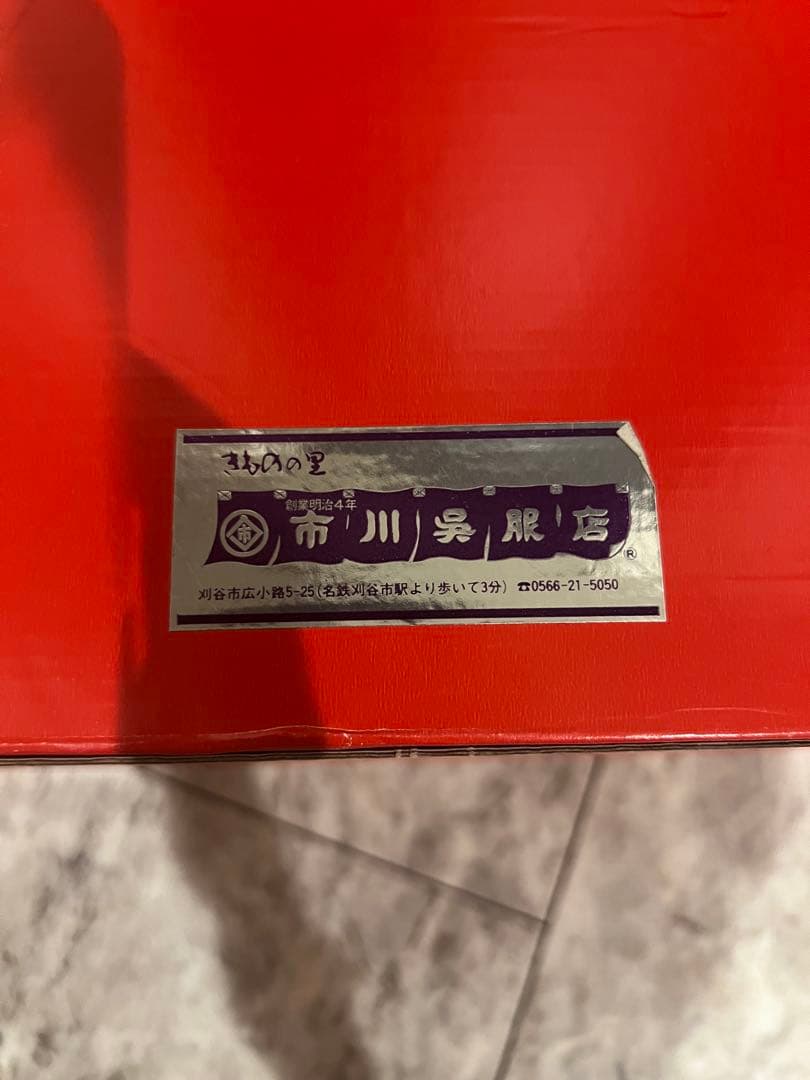 きものの里
創業明治4年
市 市川呉服店 ®
刈谷市広小路5-25(名鉄刈谷市駅より歩いて3分) ☎0566-21-5050